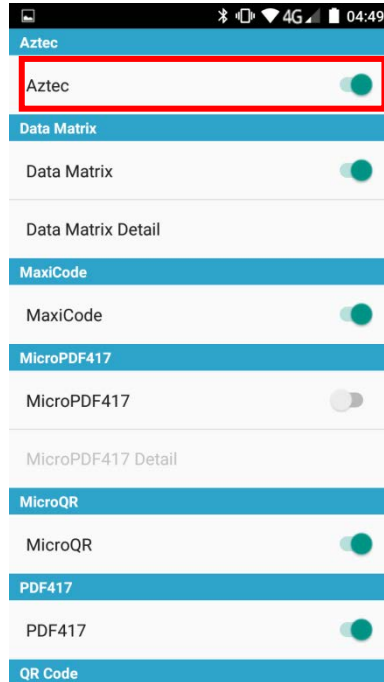 4G 04:49
Aztec
Aztec
Data Matrix
Data Matrix
Data Matrix Detail
MaxiCode
MaxiCode
MicroPDF417
MicroPDF417
MicroPDF417 Detail
MicroQR
MicroQR
PDF417
PDF417
QR Code